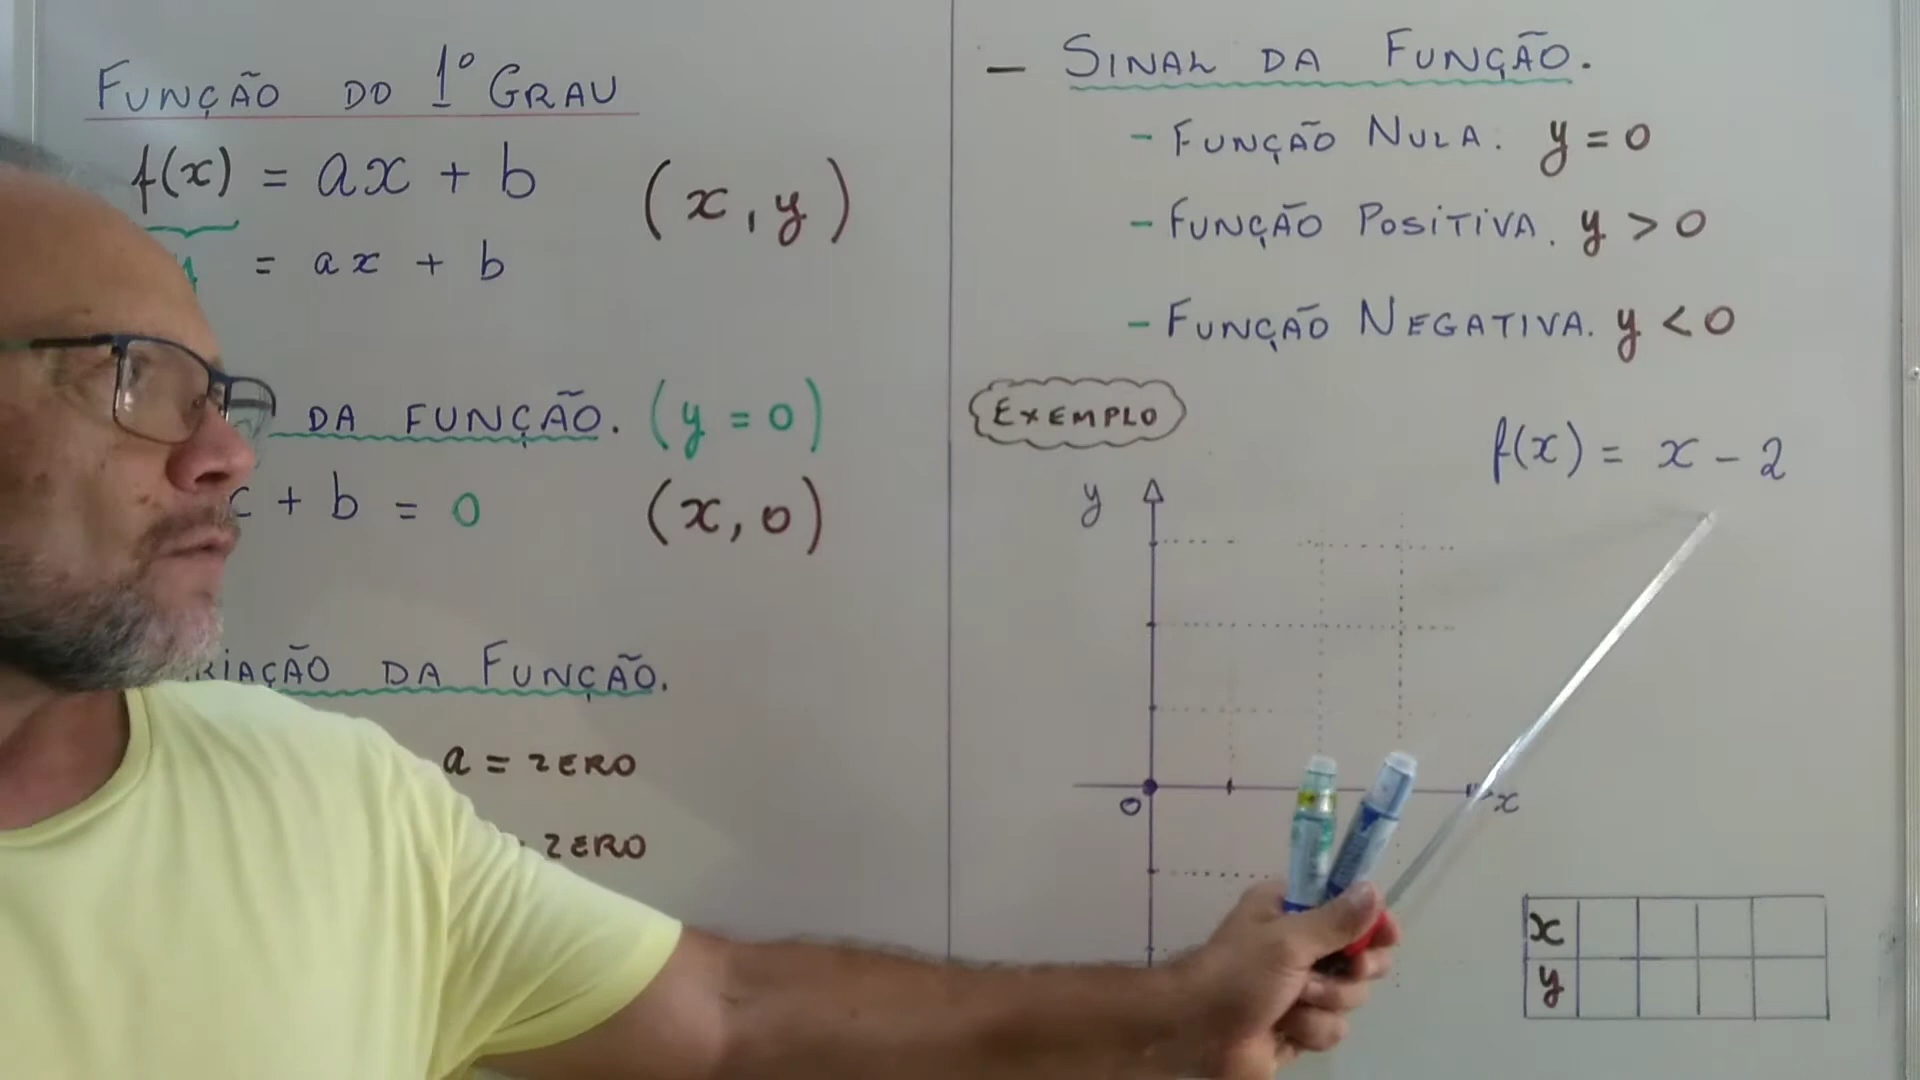 FUNÇÃO DO 1º GRAU
f(x) = ax + b
(x, y)
= ax + b
DA FUNÇÃO. (y = 0)
+ b = 0
(x, 0)
DA FUNÇÃO.
a = ZERO
ZERO
- SINAL DA FUNÇÃO.
- FUNÇÃO NULA. y = 0
- FUNÇÃO POSITIVA. y > 0
- FUNÇÃO NEGATIVA. y < 0
EXEMPLO
f(x) = x - 2
y
0
x
x
y